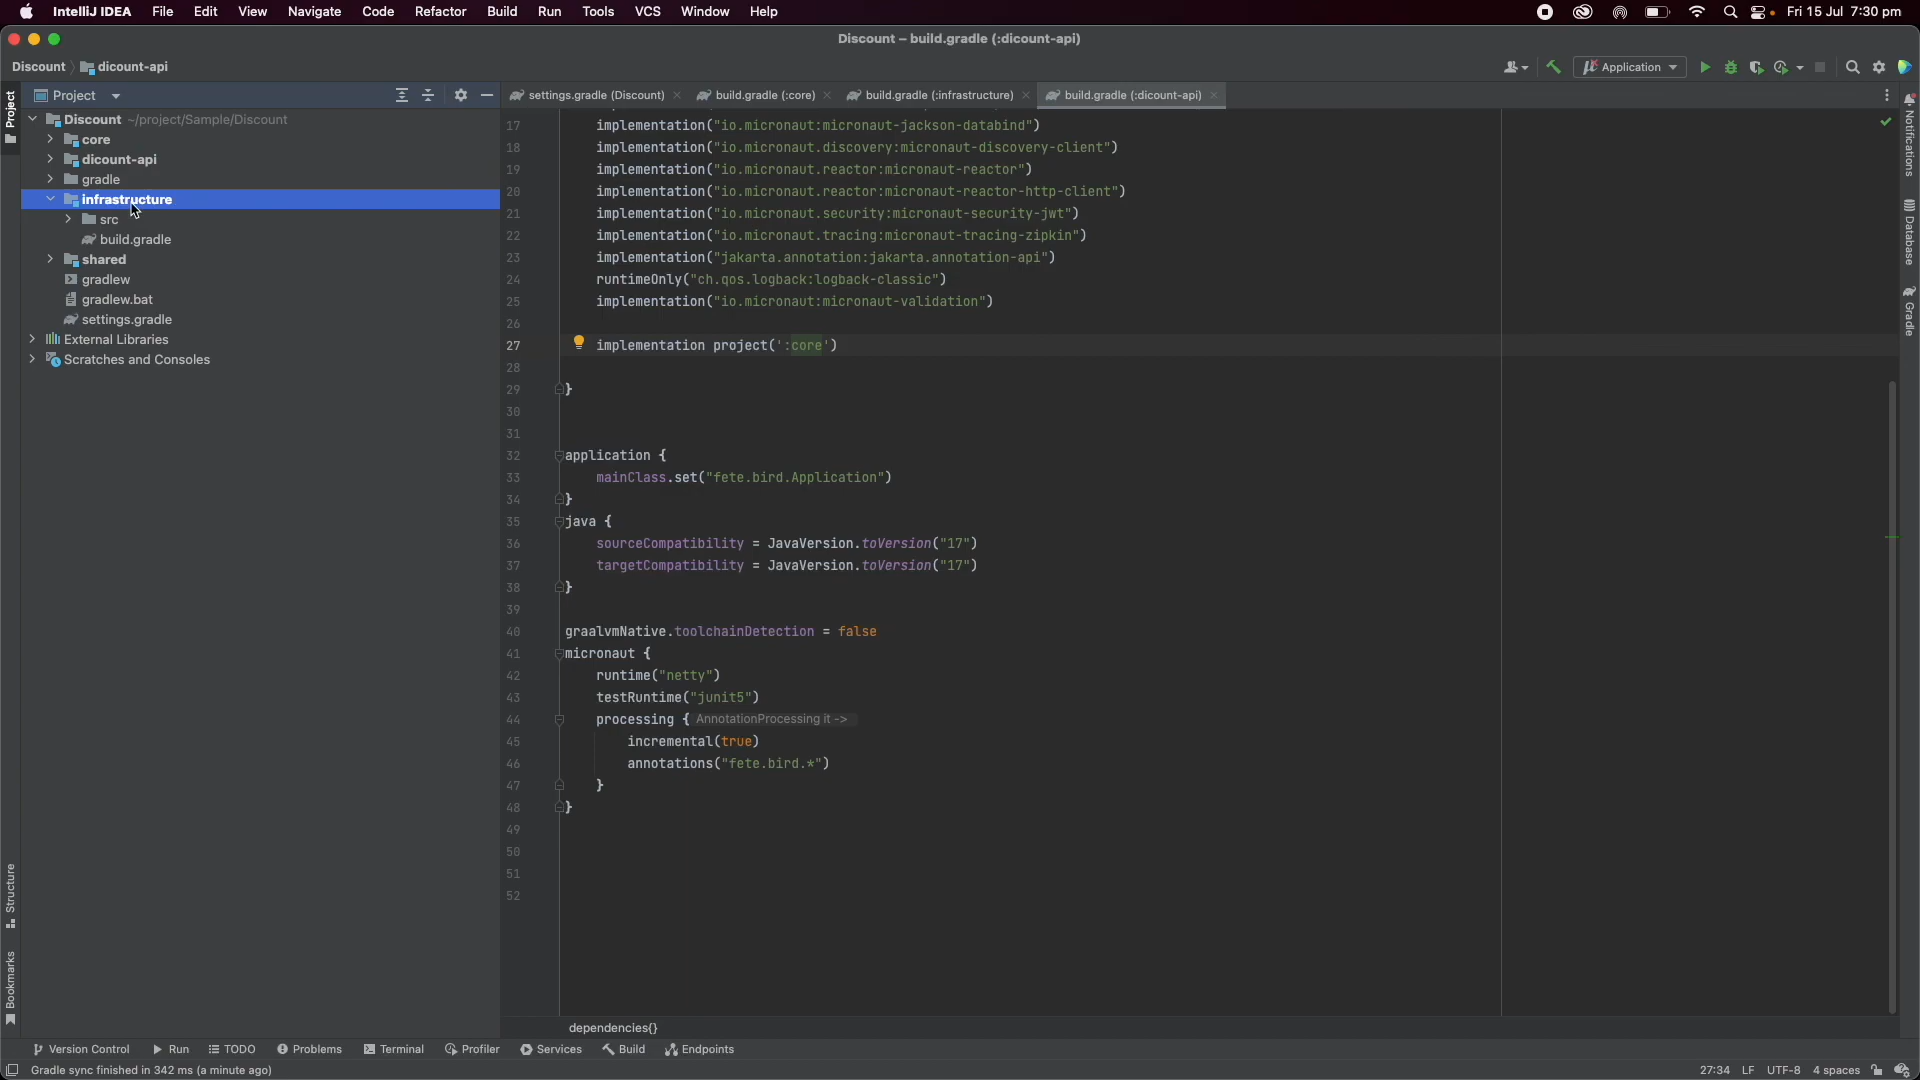 IntelliJ IDEA File Edit View Navigate Code Refactor Build Run Tools VCS Window Help Fri 15 Jul 7:30 pm
Discount – build.gradle (:dicount-api)
Discount dicount-api Application
Project
Project
settings.gradle (Discount) build.gradle (:core) build.gradle (:infrastructure) build.gradle (:dicount-api)
Discount ~/project/Sample/Discount
core
dicount-api
gradle
infrastructure
src
build.gradle
shared
gradlew
gradlew.bat
settings.gradle
External Libraries
Scratches and Consoles
17 implementation("io.micronaut:micronaut-jackson-databind")
18 implementation("io.micronaut.discovery:micronaut-discovery-client")
19 implementation("io.micronaut.reactor:micronaut-reactor")
20 implementation("io.micronaut.reactor:micronaut-reactor-http-client")
21 implementation("io.micronaut.security:micronaut-security-jwt")
22 implementation("io.micronaut.tracing:micronaut-tracing-zipkin")
23 implementation("jakarta.annotation:jakarta.annotation-api")
24 runtimeOnly("ch.qos.logback:logback-classic")
25 implementation("io.micronaut:micronaut-validation")
26
27 implementation project(':core')
28
29 }
30
31
32 application {
33 mainClass.set("fete.bird.Application")
34 }
35 java {
36 sourceCompatibility = JavaVersion.toVersion("17")
37 targetCompatibility = JavaVersion.toVersion("17")
38 }
39
40 graalvmNative.toolchainDetection = false
41 micronaut {
42 runtime("netty")
43 testRuntime("junit5")
44 processing { AnnotationProcessing it ->
45 incremental(true)
46 annotations("fete.bird.*")
47 }
48 }
49
50
51
52
dependencies{}
Notifications
Database
Gradle
Structure
Bookmarks
Version Control Run TODO Problems Terminal Profiler Services Build Endpoints
Gradle sync finished in 342 ms (a minute ago) 27:34 LF UTF-8 4 spaces